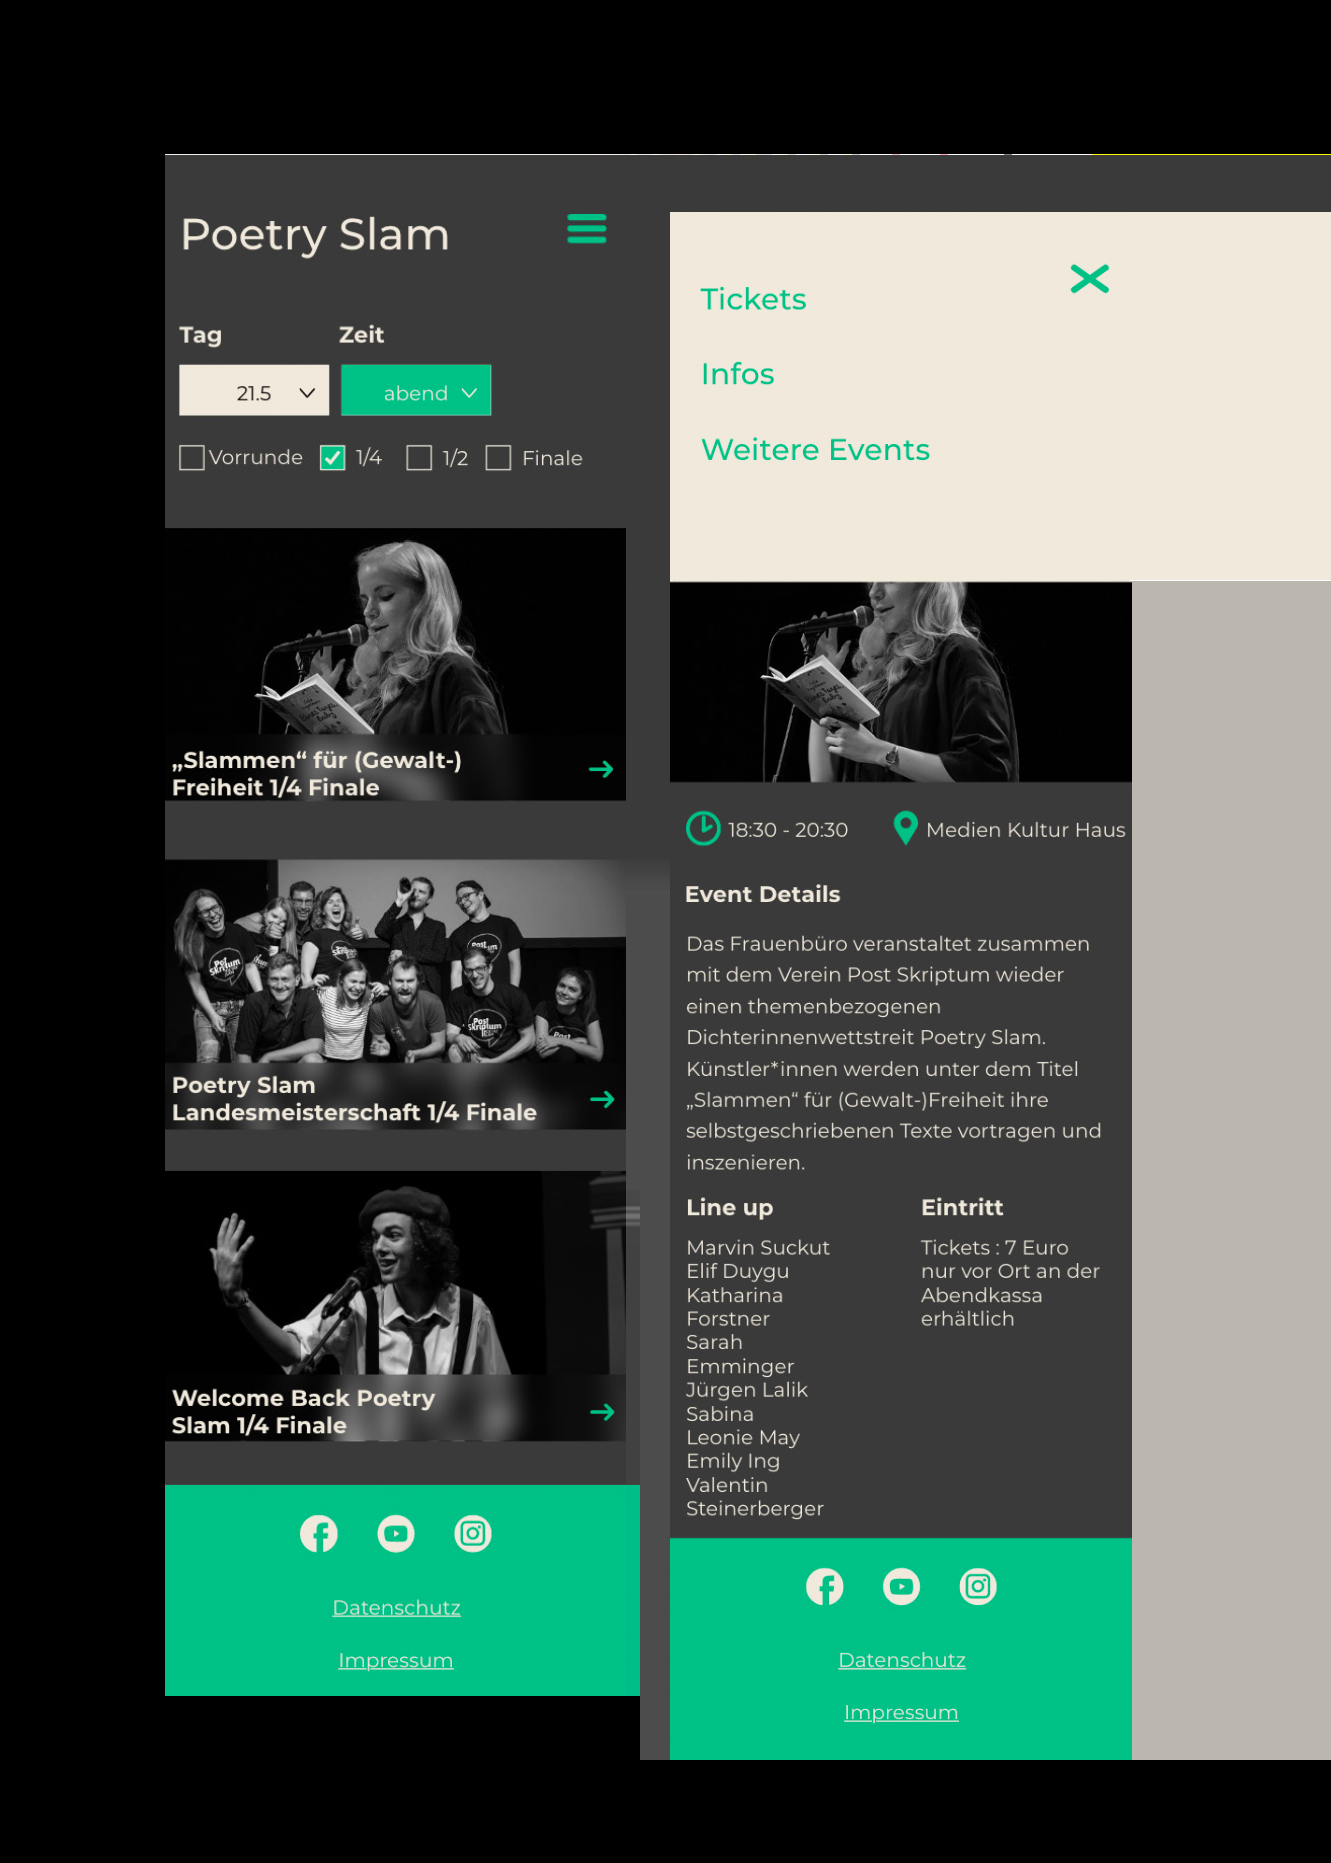 Poetry Slam
Tag
Zeit
21.5
abend
Vorrunde
1/4
1/2
Finale
„Slammen“ für (Gewalt-)
Freiheit 1/4 Finale
Post
Skriptum
Post
Skriptum
Post
Poetry Slam
Landesmeisterschaft 1/4 Finale
Welcome Back Poetry
Slam 1/4 Finale
Datenschutz
Impressum
Tickets
Infos
Weitere Events
18:30 - 20:30
Medien Kultur Haus
Event Details
Das Frauenbüro veranstaltet zusammen
mit dem Verein Post Skriptum wieder
einen themenbezogenen
Dichterinnenwettstreit Poetry Slam.
Künstler*innen werden unter dem Titel
„Slammen“ für (Gewalt-)Freiheit ihre
selbstgeschriebenen Texte vortragen und
inszenieren.
Line up
Marvin Suckut
Elif Duygu
Katharina
Forstner
Sarah
Emminger
Jürgen Lalik
Sabina
Leonie May
Emily Ing
Valentin
Steinerberger
Eintritt
Tickets : 7 Euro
nur vor Ort an der
Abendkassa
erhältlich
Datenschutz
Impressum